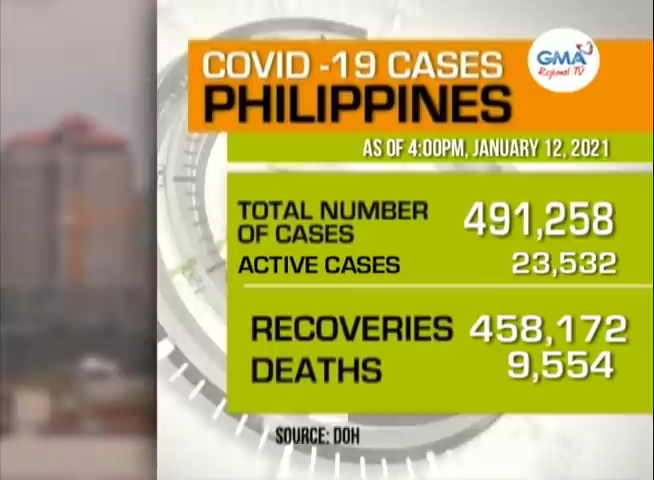 COVID -19 CASES
GMA
Regional TV
PHILIPPINES
AS OF 4:00PM, JANUARY 12, 2021
TOTAL NUMBER
OF CASES
491,258
ACTIVE CASES 23,532
RECOVERIES 458,172
DEATHS 9,554
SOURCE: DOH